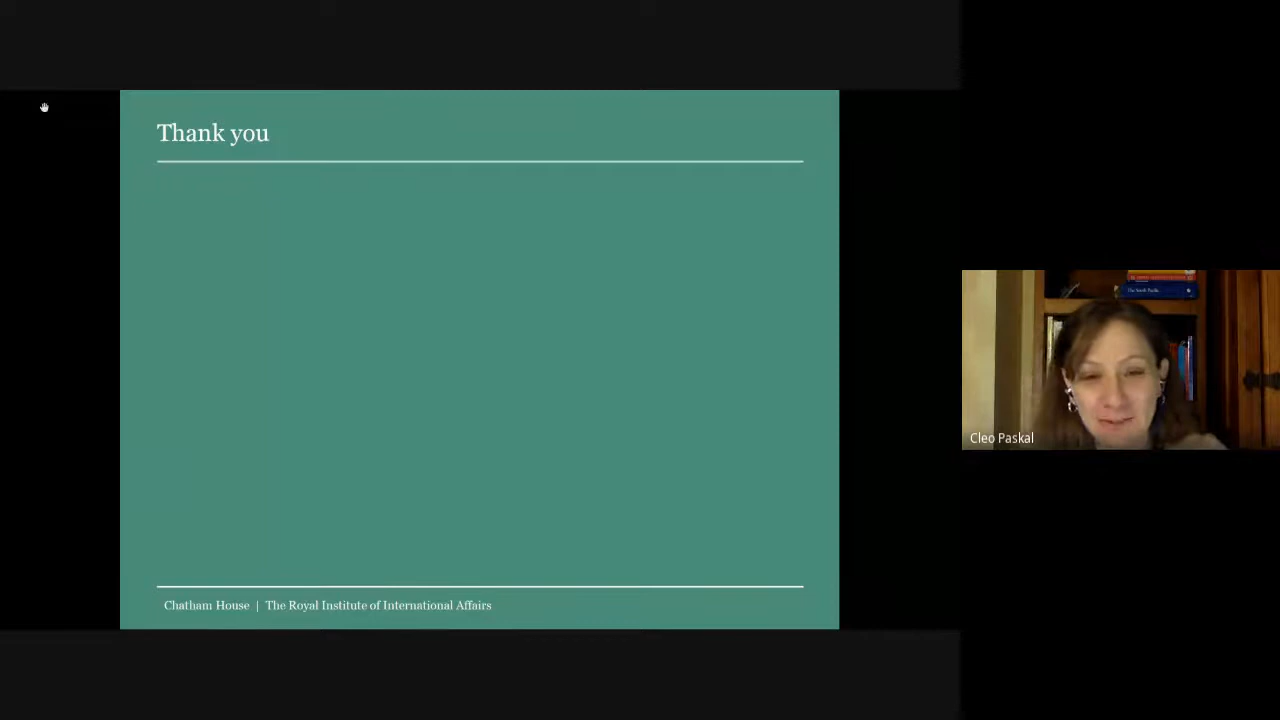 Thank you
Cleo Paskal
Chatham House | The Royal Institute of International Affairs